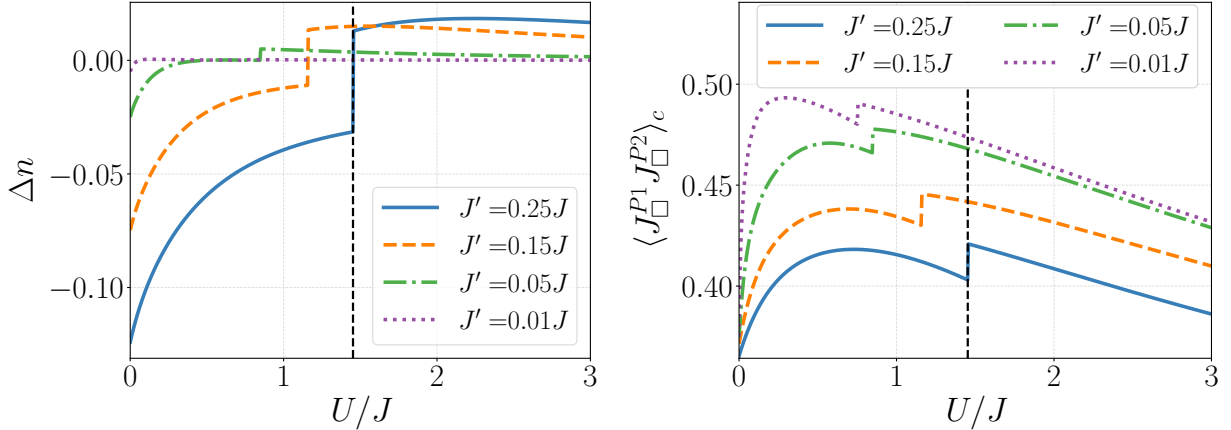 0.00
−0.05
−0.10
Δn
J′ =0.25J
J′ =0.15J
J′ =0.05J
J′ =0.01J
0 1 2 3
U/J
J′ =0.25J J′ =0.05J
J′ =0.15J J′ =0.01J
0.50
0.45
0.40
⟨J□^{P1} J□^{P2}⟩c
0 1 2 3
U/J